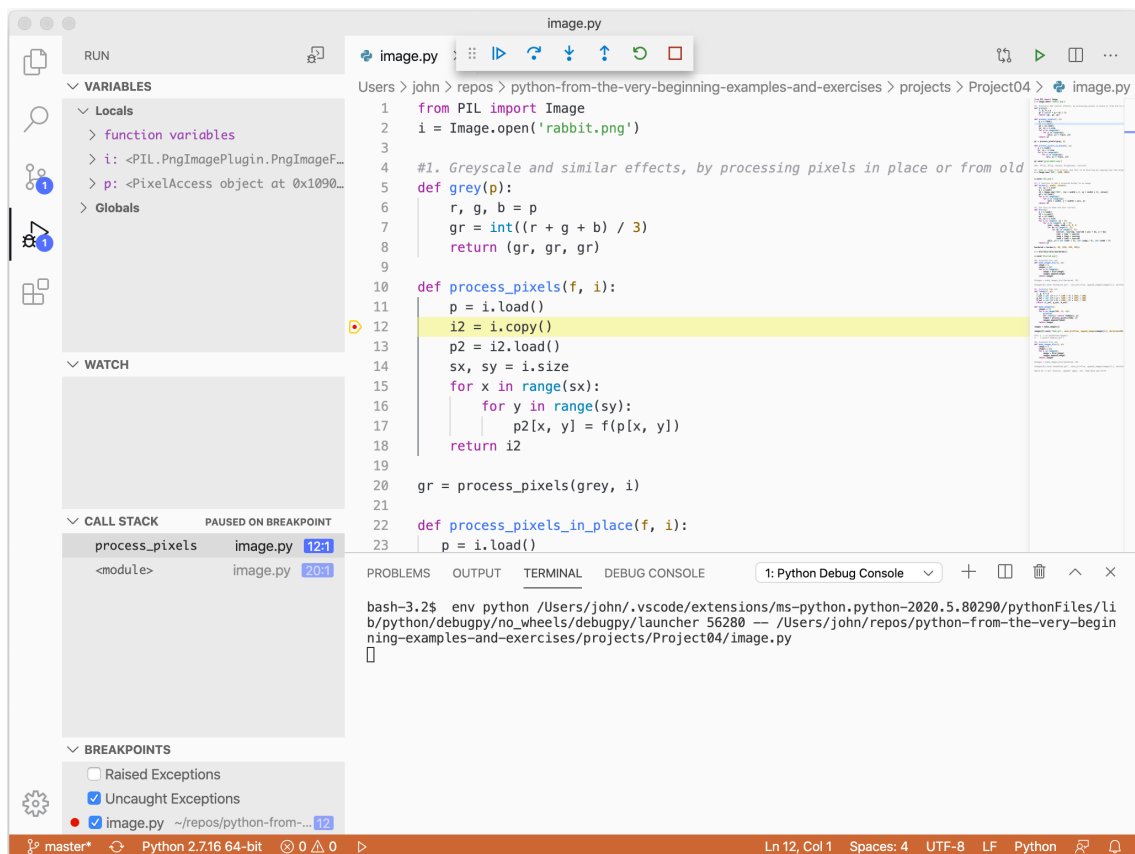 image.py
RUN
VARIABLES
Locals
function variables
i: <PIL.PngImagePlugin.PngImageF…
p: <PixelAccess object at 0x1090…
Globals
WATCH
CALL STACK PAUSED ON BREAKPOINT
process_pixels image.py 12:1
<module> image.py 20:1
BREAKPOINTS
Raised Exceptions
Uncaught Exceptions
image.py ~/repos/python-from-… 12
1
1
image.py
Users > john > repos > python-from-the-very-beginning-examples-and-exercises > projects > Project04 > image.py
1 from PIL import Image
2 i = Image.open('rabbit.png')
3
4 #1. Greyscale and similar effects, by processing pixels in place or from old
5 def grey(p):
6 r, g, b = p
7 gr = int((r + g + b) / 3)
8 return (gr, gr, gr)
9
10 def process_pixels(f, i):
11 p = i.load()
12 i2 = i.copy()
13 p2 = i2.load()
14 sx, sy = i.size
15 for x in range(sx):
16 for y in range(sy):
17 p2[x, y] = f(p[x, y])
18 return i2
19
20 gr = process_pixels(grey, i)
21
22 def process_pixels_in_place(f, i):
23 p = i.load()
PROBLEMS OUTPUT TERMINAL DEBUG CONSOLE 1: Python Debug Console
bash-3.2$ env python /Users/john/.vscode/extensions/ms-python.python-2020.5.80290/pythonFiles/li
b/python/debugpy/no_wheels/debugpy/launcher 56280 -- /Users/john/repos/python-from-the-very-begin
ning-examples-and-exercises/projects/Project04/image.py
master* Python 2.7.16 64-bit 0 0 Ln 12, Col 1 Spaces: 4 UTF-8 LF Python